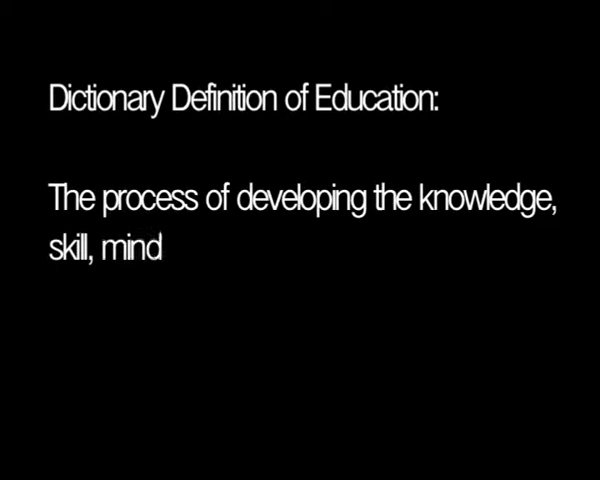 Dictionary Definition of Education:
The process of developing the knowledge,
skill, mind